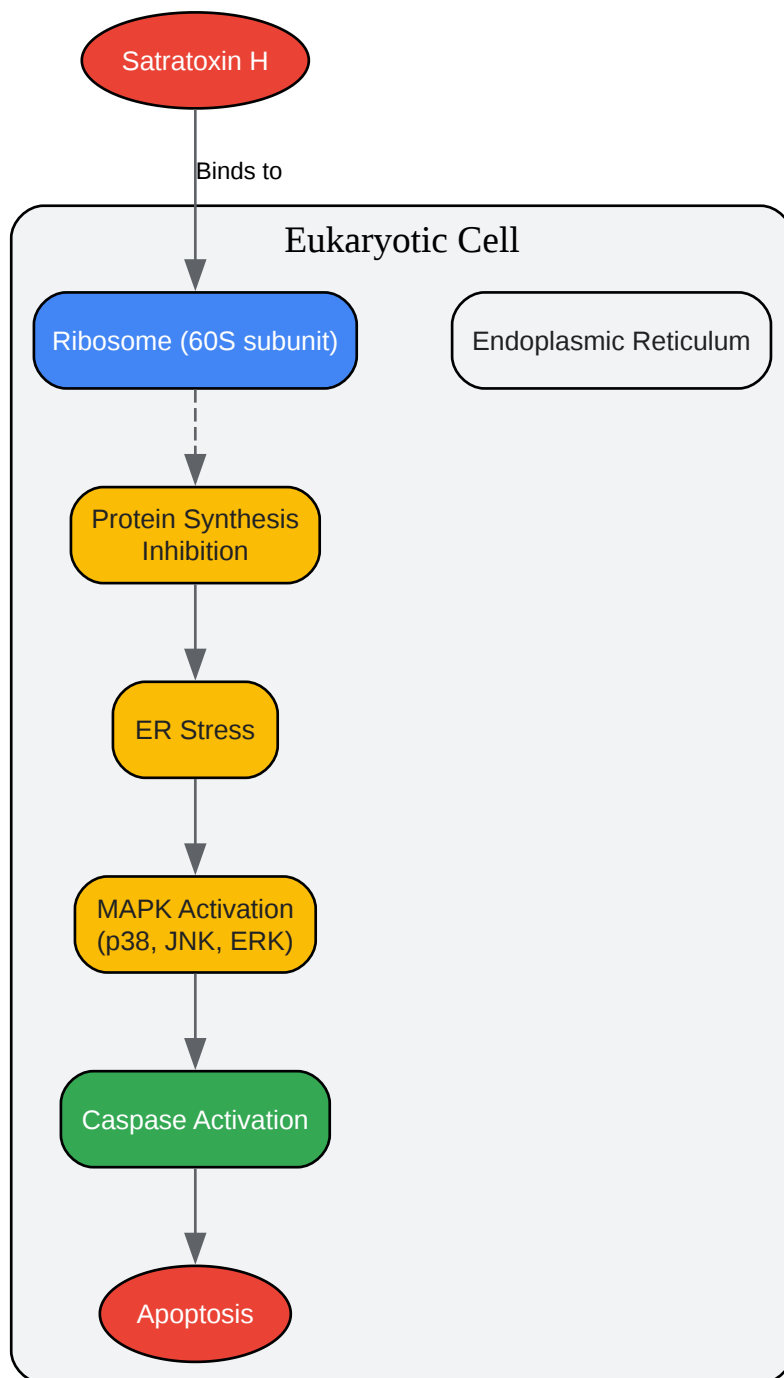 Satratoxin H
Binds to
Eukaryotic Cell
Ribosome (60S subunit)
Endoplasmic Reticulum
Protein Synthesis
Inhibition
ER Stress
MAPK Activation
(p38, JNK, ERK)
Caspase Activation
Apoptosis